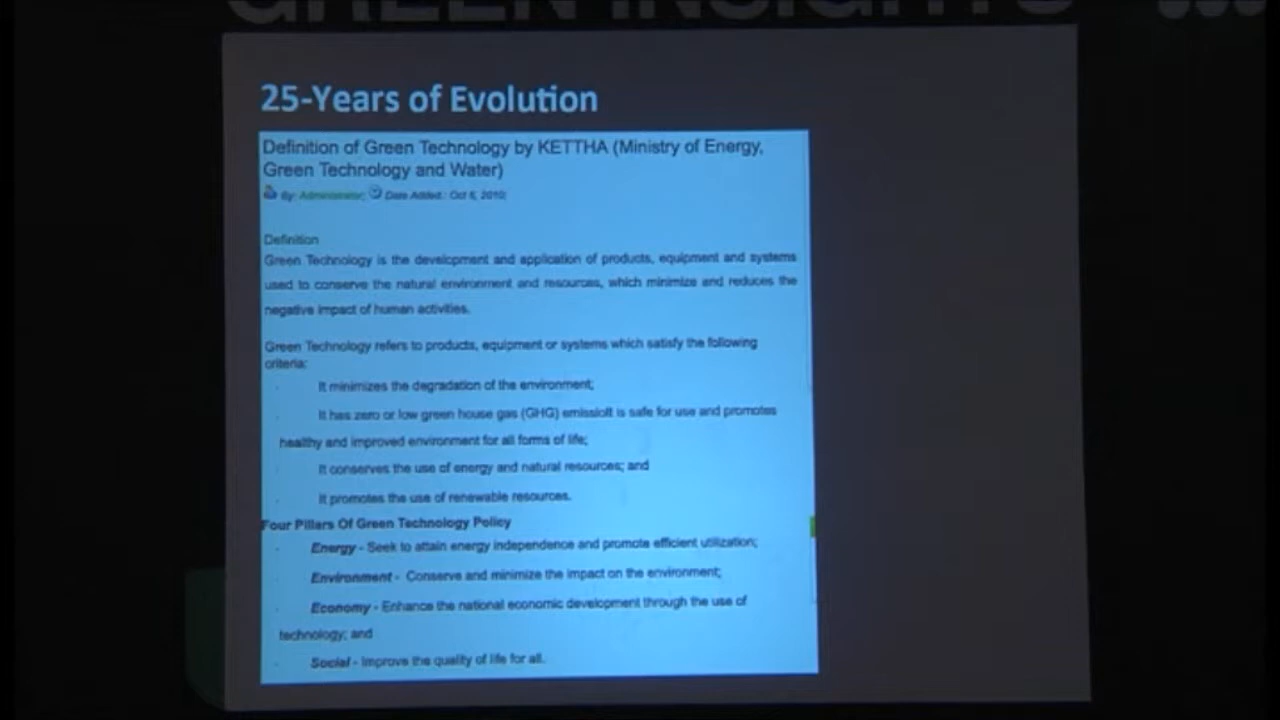 GREEN INSIGHTS
25-Years of Evolution
Definition of Green Technology by KETTHA (Ministry of Energy,
Green Technology and Water)
By: Administrator; Date Added: Oct 5, 2010;
Definition
Green Technology is the development and application of products, equipment and systems
used to conserve the natural environment and resources, which minimize and reduces the
negative impact of human activities.
Green Technology refers to products, equipment or systems which satisfy the following
criteria:
It minimizes the degradation of the environment;
It has zero or low green house gas (GHG) emissiolt is safe for use and promotes
healthy and improved environment for all forms of life;
It conserves the use of energy and natural resources; and
It promotes the use of renewable resources.
Four Pillars Of Green Technology Policy
Energy - Seek to attain energy independence and promote efficient utilization;
Environment - Conserve and minimize the impact on the environment;
Economy - Enhance the national economic development through the use of
technology; and
Social - Improve the quality of life for all.